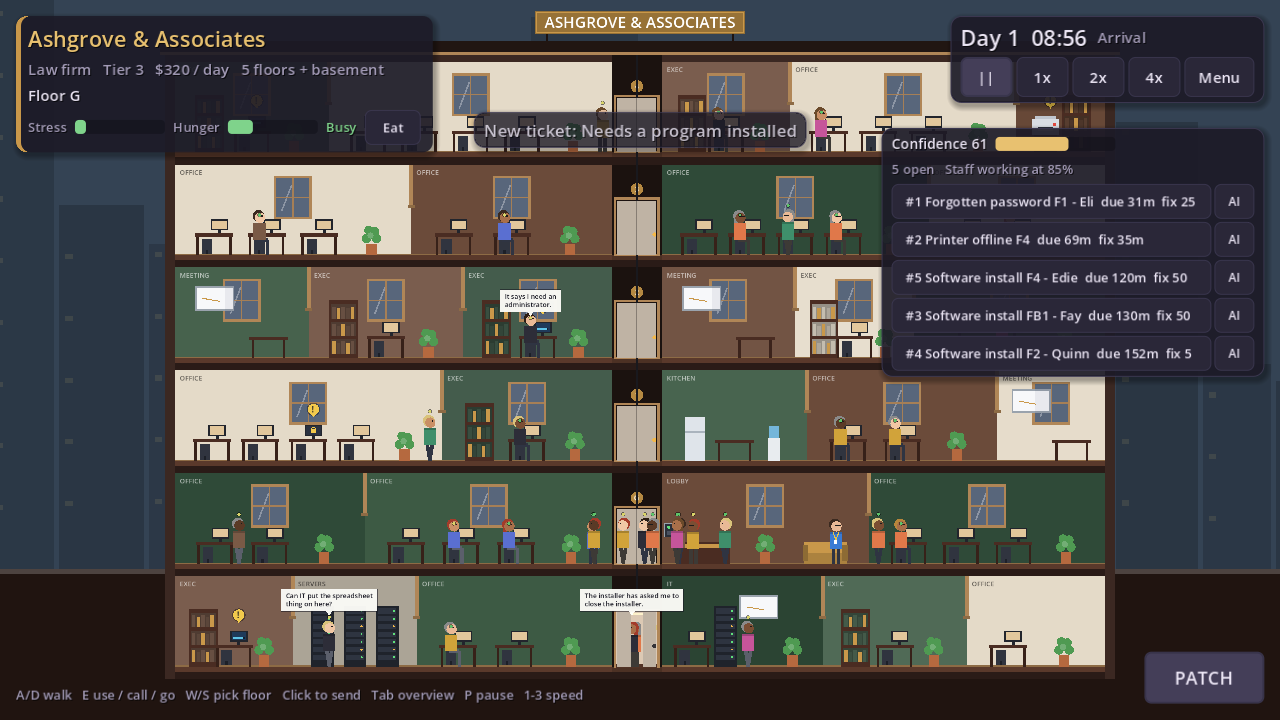 ASHGROVE & ASSOCIATES
Ashgrove & Associates
Law firm Tier 3 $320 / day 5 floors + basement
Floor G
Stress Hunger Busy Eat
New ticket: Needs a program installed
Day 1 08:56 Arrival
|| 1x 2x 4x Menu
Confidence 61
5 open Staff working at 85%
#1 Forgotten password F1 - Eli due 31m fix 25 AI
#2 Printer offline F4 due 69m fix 35m AI
#5 Software install F4 - Edie due 120m fix 50 AI
#3 Software install FB1 - Fay due 130m fix 50 AI
#4 Software install F2 - Quinn due 152m fix 5 AI
EXEC OFFICE
OFFICE OFFICE OFFICE
MEETING EXEC EXEC MEETING EXEC
It says I need an
administrator.
OFFICE EXEC KITCHEN OFFICE MEETING
OFFICE OFFICE LOBBY OFFICE
EXEC SERVERS OFFICE IT EXEC OFFICE
Can IT put the spreadsheet
thing on here?
The installer has asked me to
close the installer.
A/D walk E use / call / go W/S pick floor Click to send Tab overview P pause 1-3 speed
PATCH